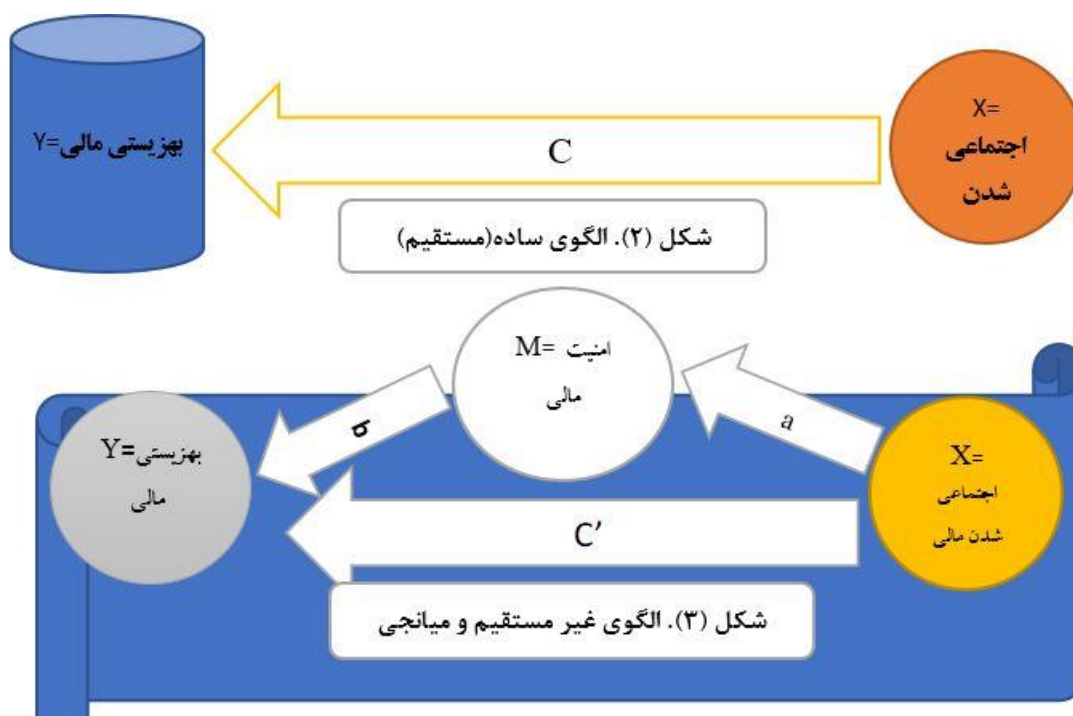 X=
اجتماعی
شدن
C
بهزیستی مالی=Y
شکل (۲). الگوی ساده(مستقیم)
امنیت =M
مالی
a
b
X=
اجتماعی
شدن مالی
C’
بهزیستی=Y
مالی
شکل (۳). الگوی غیر مستقیم و میانجی